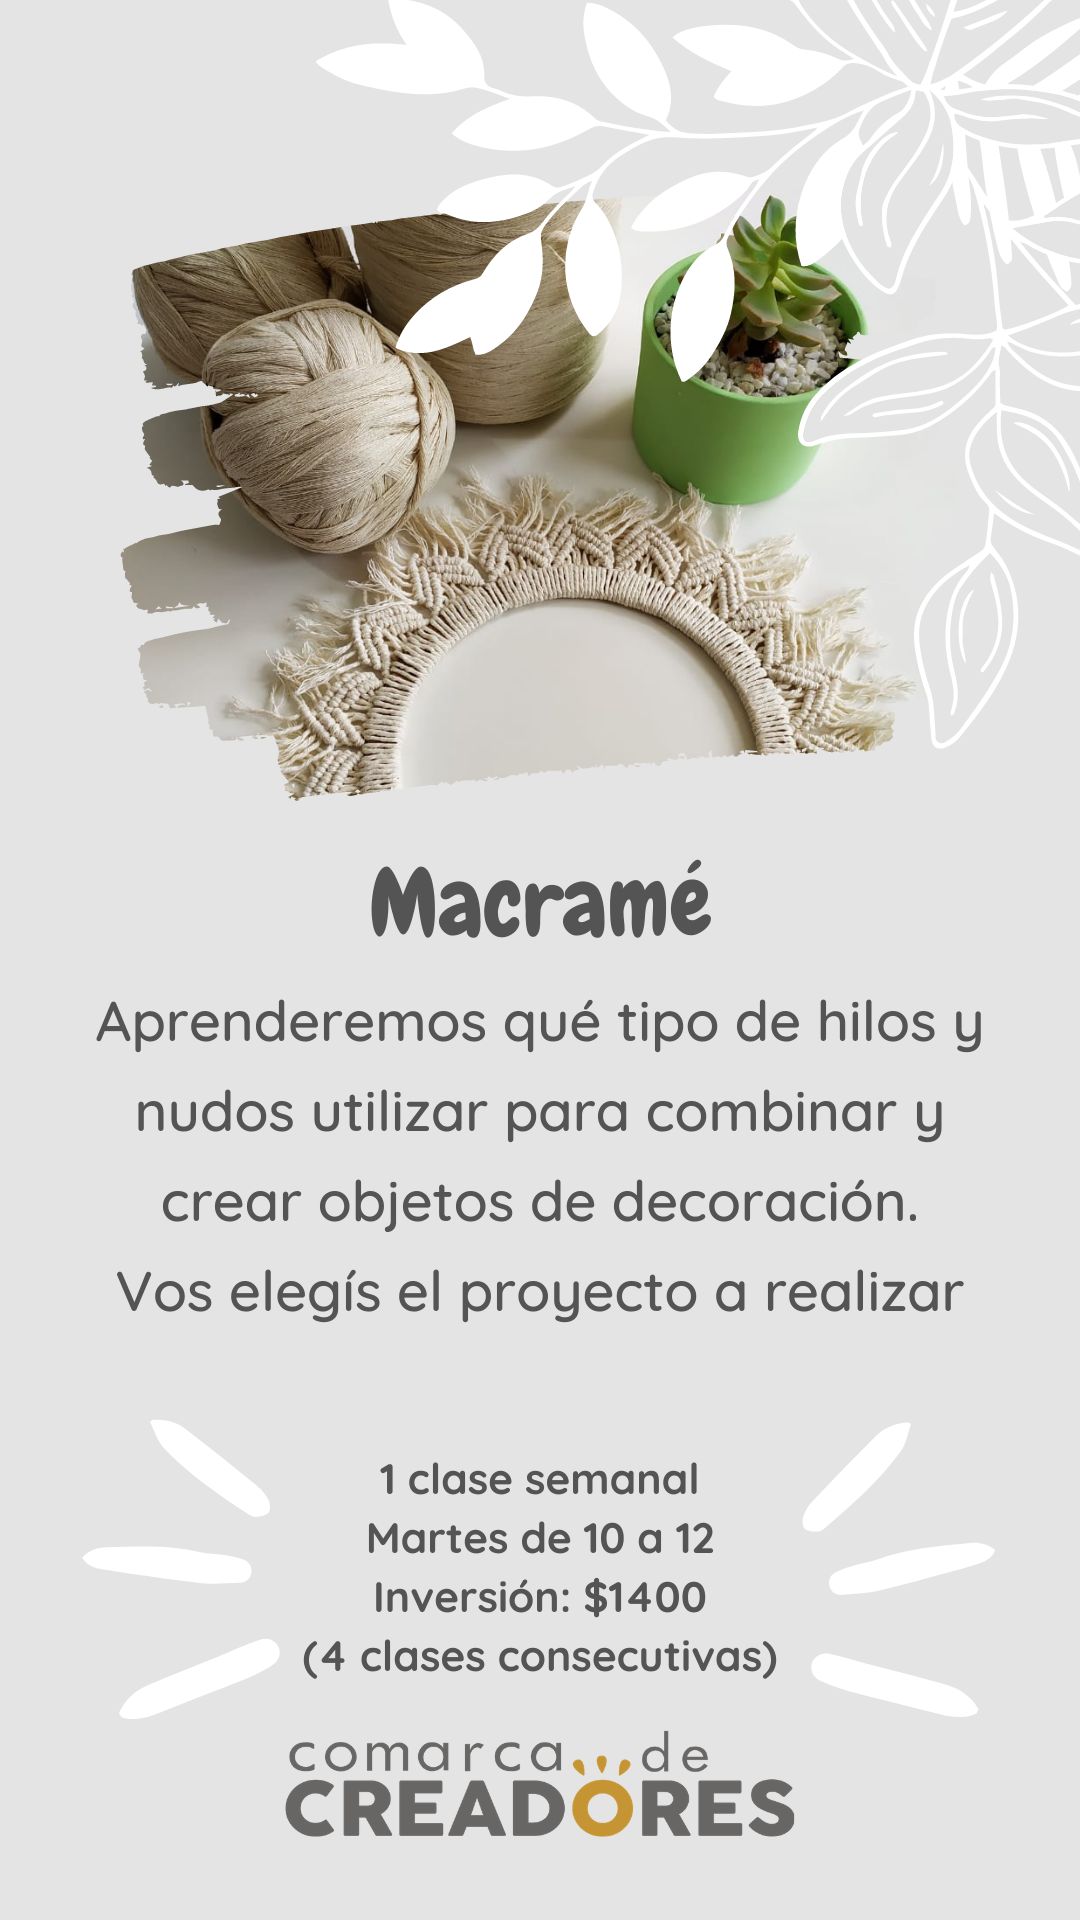 Macramé
Aprenderemos qué tipo de hilos y
nudos utilizar para combinar y
crear objetos de decoración.
Vos elegís el proyecto a realizar
1 clase semanal
Martes de 10 a 12
Inversión: $1400
(4 clases consecutivas)
comarca de
CREADORES